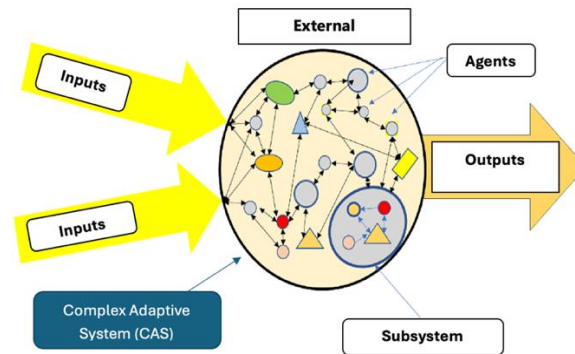 External
Inputs
Agents
Outputs
Inputs
Complex Adaptive
System (CAS)
Subsystem